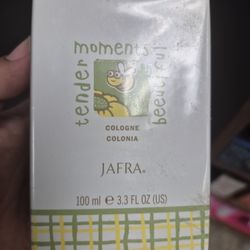 tender moments
beeutiful
COLOGNE
COLONIA
JAFRA®
100 ml ℮ 3.3 FL OZ (US)